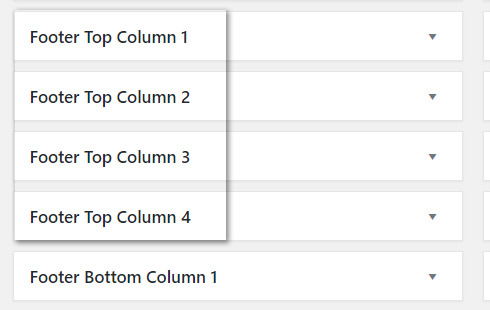 Footer Top Column 1
Footer Top Column 2
Footer Top Column 3
Footer Top Column 4
Footer Bottom Column 1